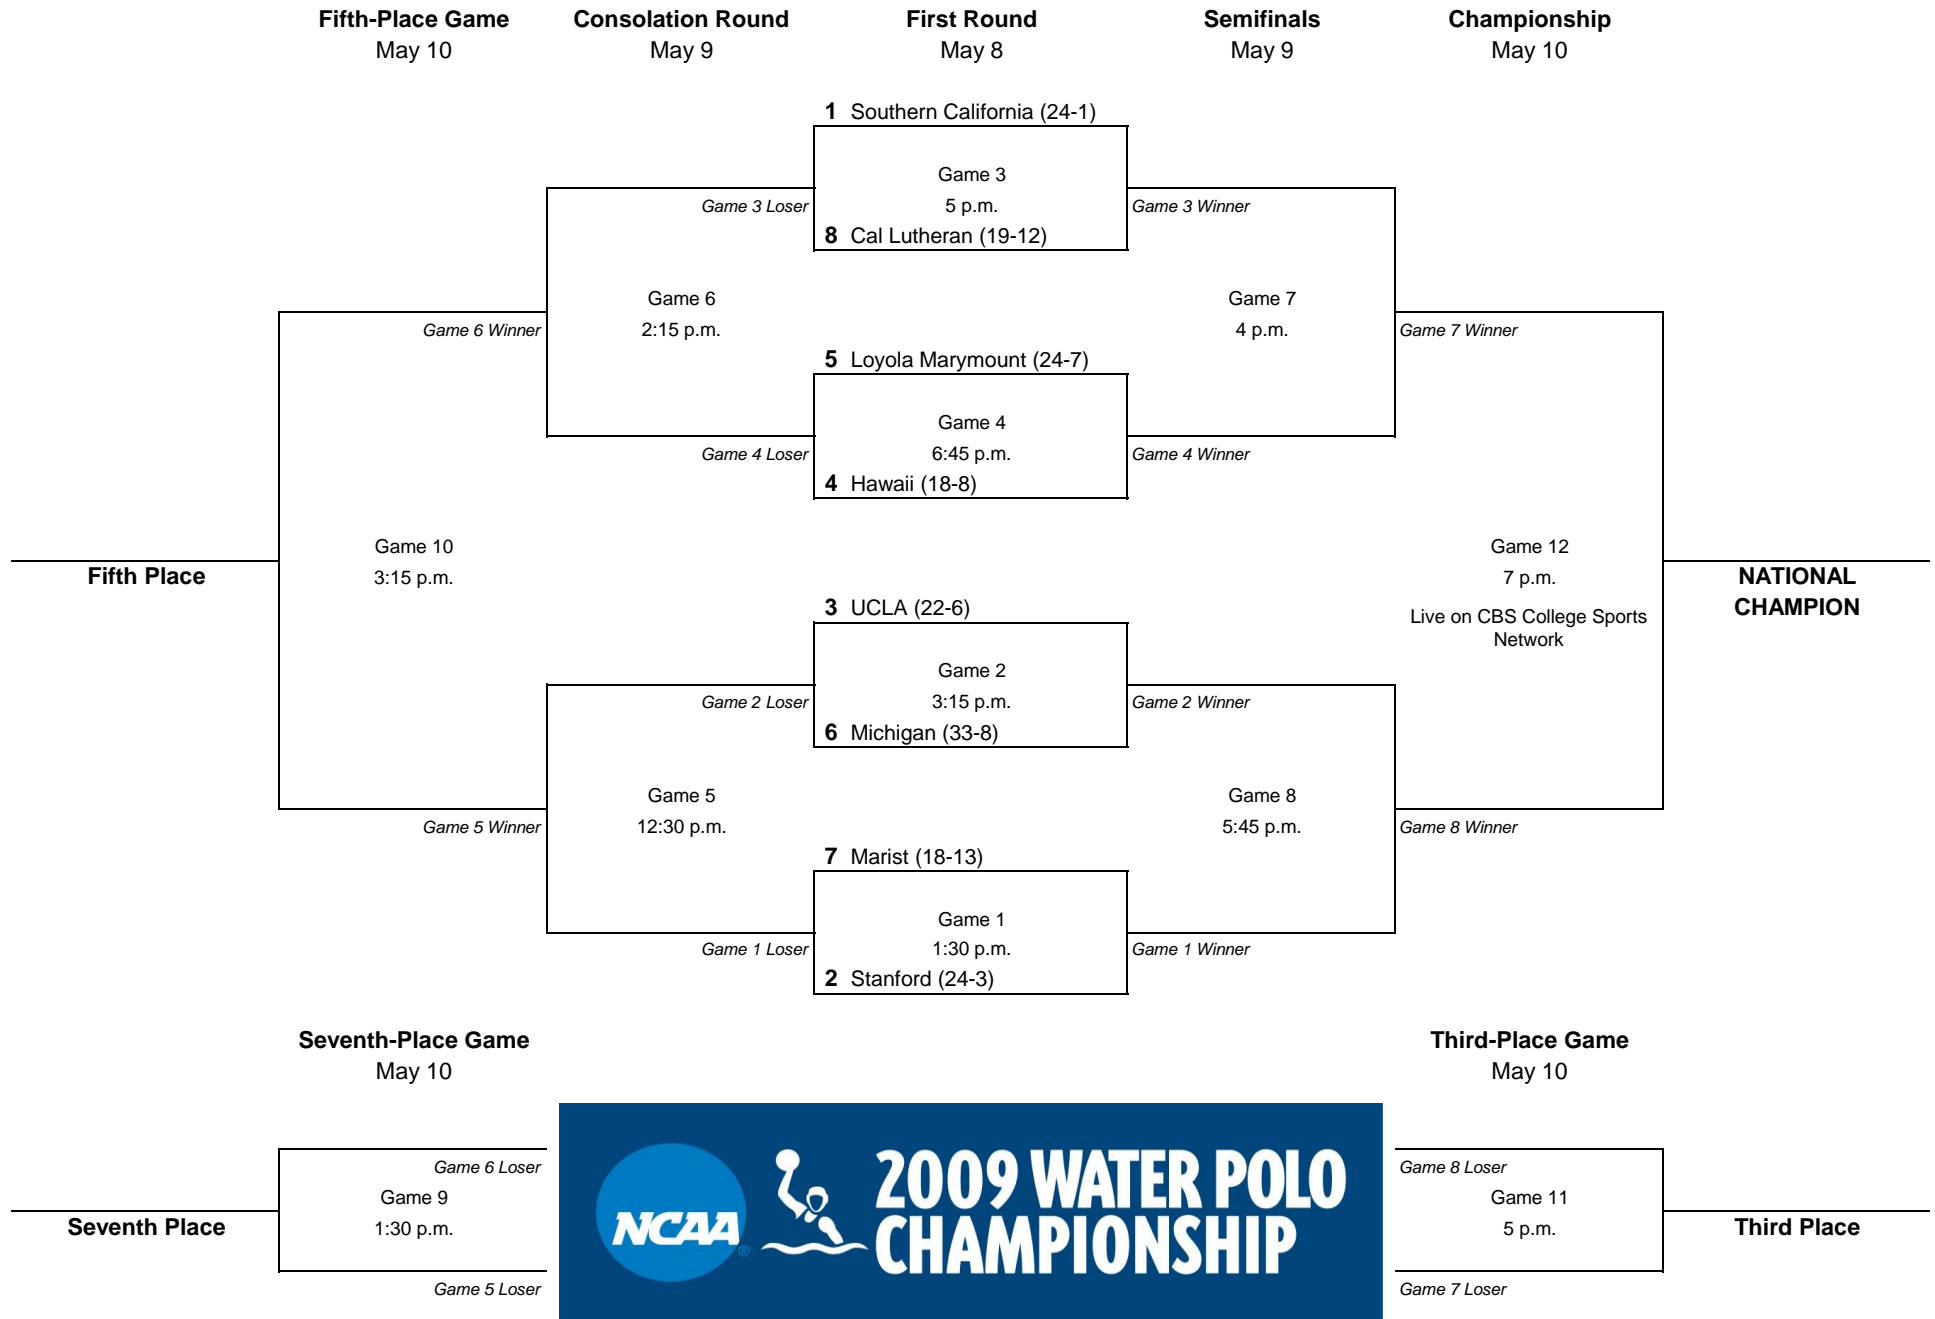 Fifth-Place Game Consolation Round First Round Semifinals Championship
May 10 May 9 May 8 May 9 May 10
1 Southern California (24-1)
Game 3
Game 3 Loser 5 p.m. Game 3 Winner
8 Cal Lutheran (19-12)
Game 6 Game 7
Game 6 Winner 2:15 p.m. 4 p.m. Game 7 Winner
5 Loyola Marymount (24-7)
Game 4
Game 4 Loser 6:45 p.m. Game 4 Winner
4 Hawaii (18-8)
Game 10 Game 12
Fifth Place 3:15 p.m. 7 p.m. NATIONAL
3 UCLA (22-6) CHAMPION
Live on CBS College Sports
Network
Game 2
Game 2 Loser 3:15 p.m. Game 2 Winner
6 Michigan (33-8)
Game 5 Game 8
Game 5 Winner 12:30 p.m. 5:45 p.m. Game 8 Winner
7 Marist (18-13)
Game 1
Game 1 Loser 1:30 p.m. Game 1 Winner
2 Stanford (24-3)
Seventh-Place Game Third-Place Game
May 10 May 10
Game 6 Loser Game 8 Loser
Game 9 Game 11
Seventh Place 1:30 p.m. 5 p.m. Third Place
Game 5 Loser Game 7 Loser
NCAA®
2009 WATER POLO
CHAMPIONSHIP